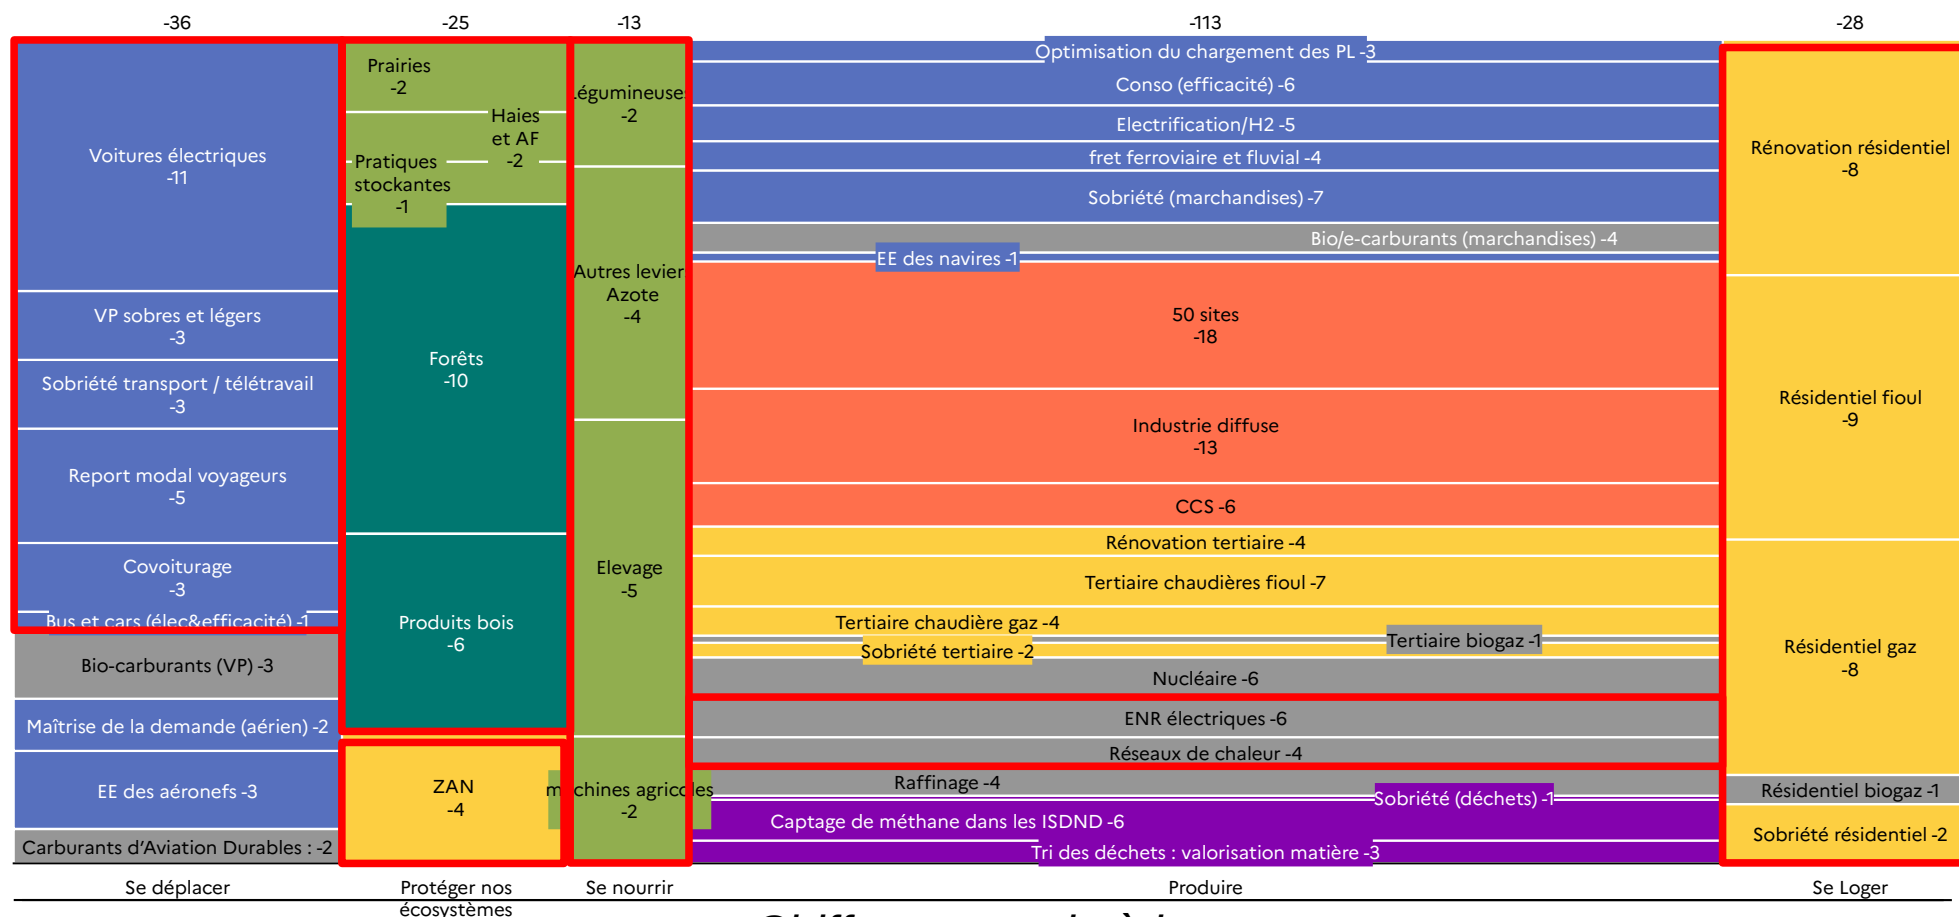 -36
-25
-13
-113
-28
Voitures électriques
-11
VP sobres et légers
-3
Sobriété transport / télétravail
-3
Report modal voyageurs
-5
Covoiturage
-3
Bus et cars (élec&efficacité) -1
Bio-carburants (VP) -3
Maîtrise de la demande (aérien) -2
EE des aéronefs -3
Carburants d'Aviation Durables : -2
Se déplacer
Prairies
-2
Haies
et AF
-2
Pratiques
stockantes
-1
Forêts
-10
Produits bois
-6
ZAN
-4
Protéger nos
écosystèmes
-2
Autres
Azote
-4
Elevage
-5
agricoles
-2
Se nourrir
Optimisation du chargement des PL -3
Conso (efficacité) -6
Electrification/H2 -5
fret ferroviaire et fluvial -4
Sobriété (marchandises) -7
Bio/e-carburants (marchandises) -4
EE des navires -1
50 sites
-18
Industrie diffuse
-13
CCS -6
Rénovation tertiaire -4
Tertiaire chaudières fioul -7
Tertiaire chaudière gaz -4
Tertiaire biogaz -1
Sobriété tertiaire -2
Nucléaire -6
ENR électriques -6
Réseaux de chaleur -4
Raffinage -4
Sobriété (déchets) -1
Captage de méthane dans les ISDND -6
Tri des déchets : valorisation matière -3
Produire
Rénovation résidentiel
-8
Résidentiel fioul
-9
Résidentiel gaz
-8
Résidentiel biogaz -1
Sobriété résidentiel -2
Se Loger